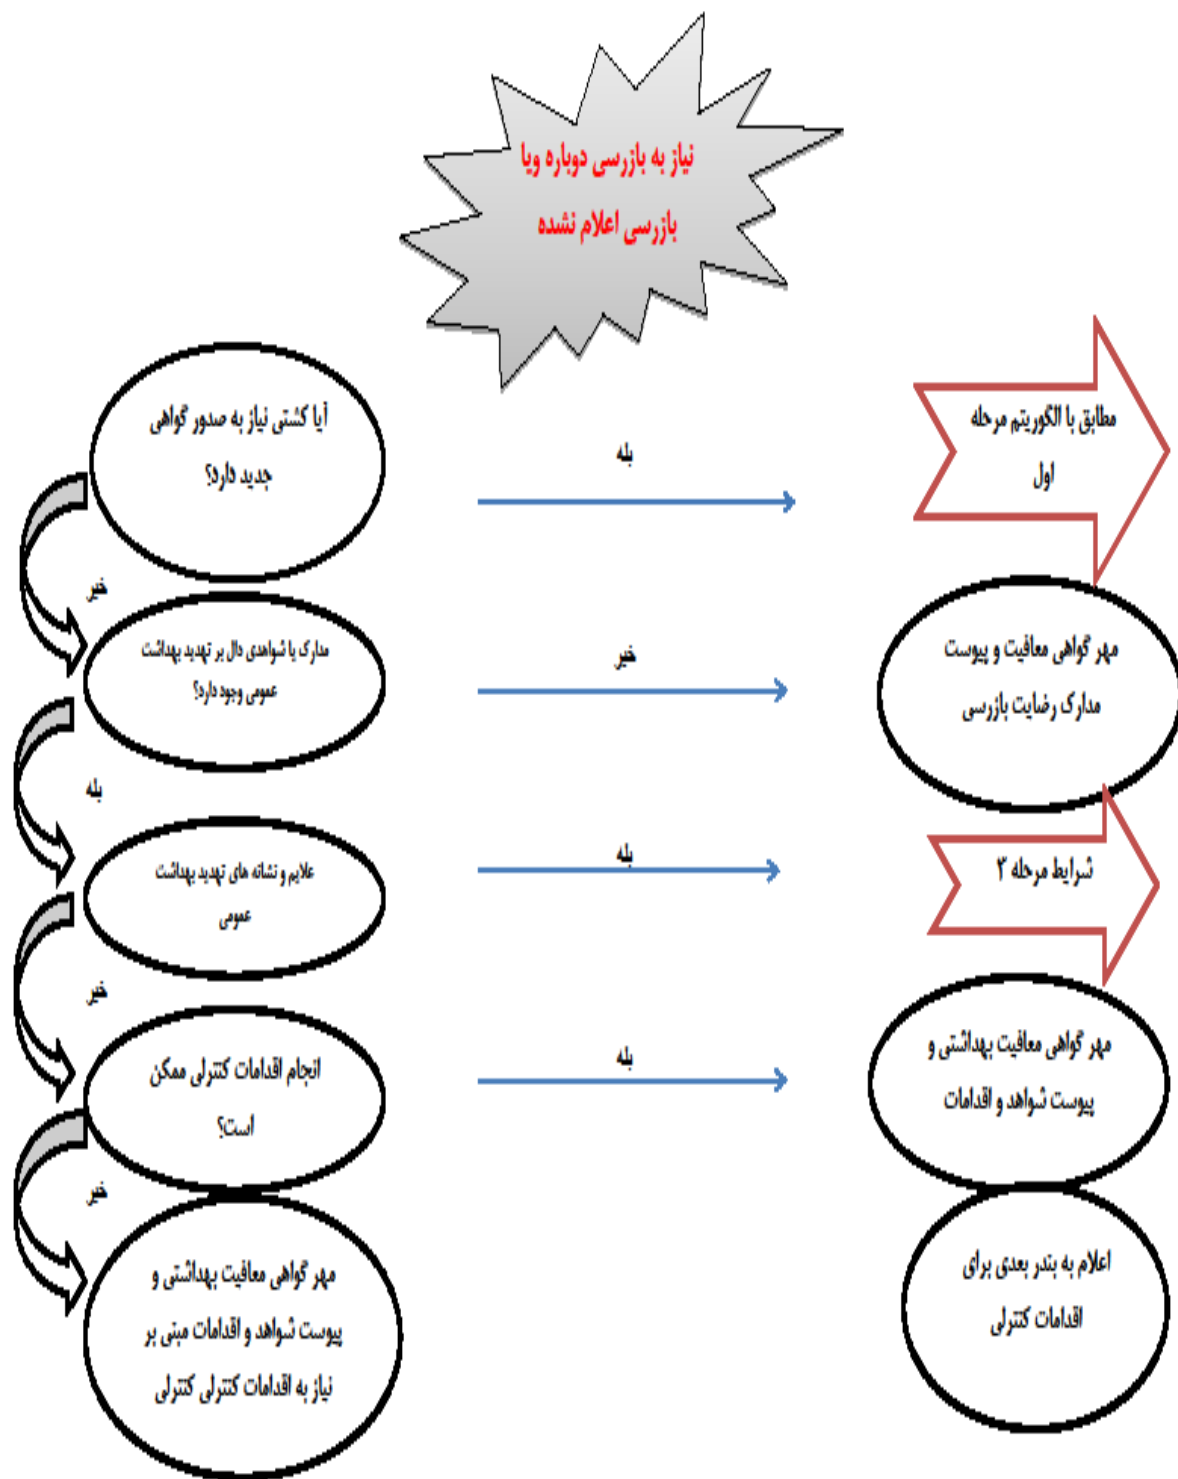 نیاز به بازرسی دوباره ویا
بازرسی اعلام نشده
آیا کشتی نیاز به صدور گواهی
جدید دارد؟
بله
مطابق با الگوریتم مرحله
اول
خیر
مدارک یا شواهدی دال بر تهدید بهداشت
عمومی وجود دارد؟
خیر
مهر گواهی معافیت و پیوست
مدارک رضایت بازرسی
بله
علایم و نشانه های تهدید بهداشت
عمومی
بله
شرایط مرحله ۳
خیر
انجام اقدامات کنترلی ممکن
است؟
بله
مهر گواهی معافیت بهداشتی و
پیوست شواهد و اقدامات
خیر
مهر گواهی معافیت بهداشتی و
پیوست شواهد و اقدامات مبتنی بر
نیاز به اقدامات کنترلی کنترلی
اعلام به بندر بعدی برای
اقدامات کنترلی